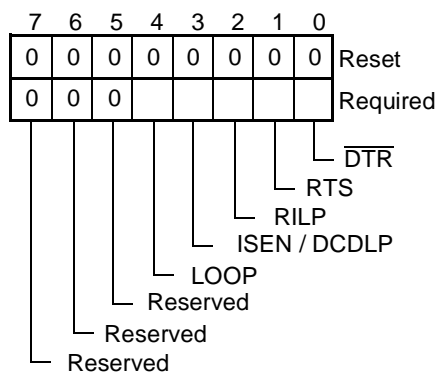 7 6 5 4 3 2 1 0
0 0 0 0 0 0 0 0 Reset
0 0 0 Required
DTR
RTS
RILP
ISEN / DCDLP
LOOP
Reserved
Reserved
Reserved